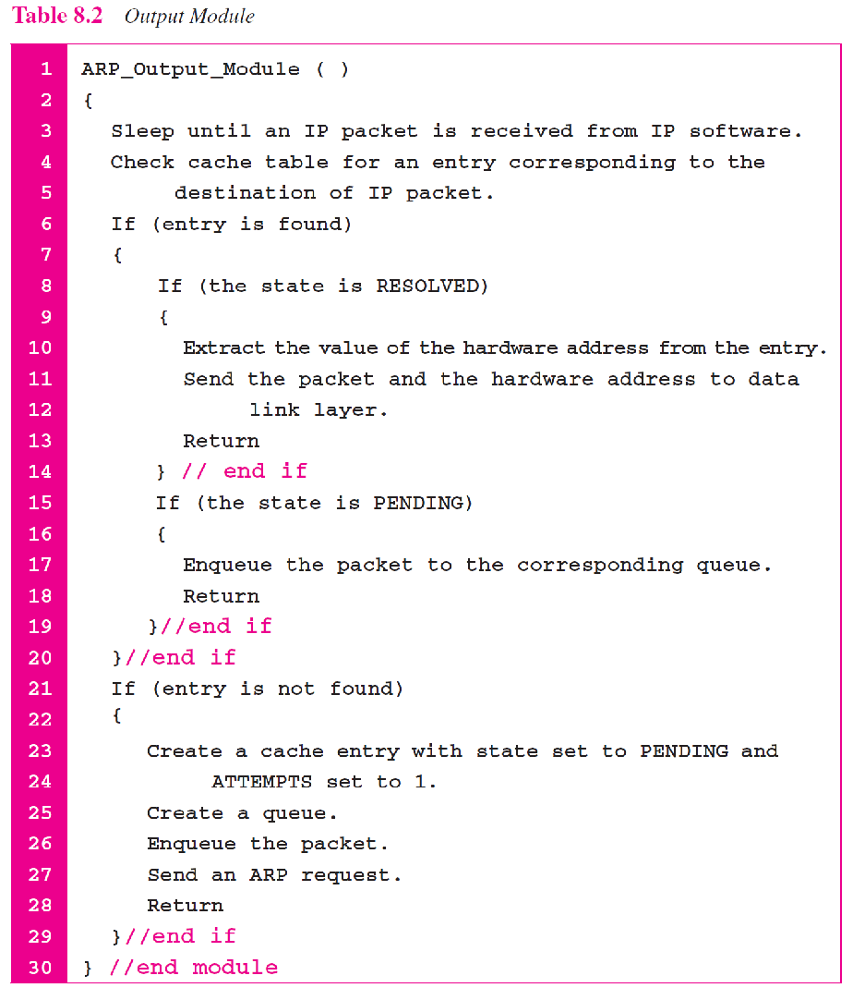 Table 8.2 Output Module
1 ARP_Output_Module ( )
2 {
3 Sleep until an IP packet is received from IP software.
4 Check cache table for an entry corresponding to the
5 destination of IP packet.
6 If (entry is found)
7 {
8 If (the state is RESOLVED)
9 {
10 Extract the value of the hardware address from the entry.
11 Send the packet and the hardware address to data
12 link layer.
13 Return
14 } // end if
15 If (the state is PENDING)
16 {
17 Enqueue the packet to the corresponding queue.
18 Return
19 }//end if
20 }//end if
21 If (entry is not found)
22 {
23 Create a cache entry with state set to PENDING and
24 ATTEMPTS set to 1.
25 Create a queue.
26 Enqueue the packet.
27 Send an ARP request.
28 Return
29 }//end if
30 } //end module